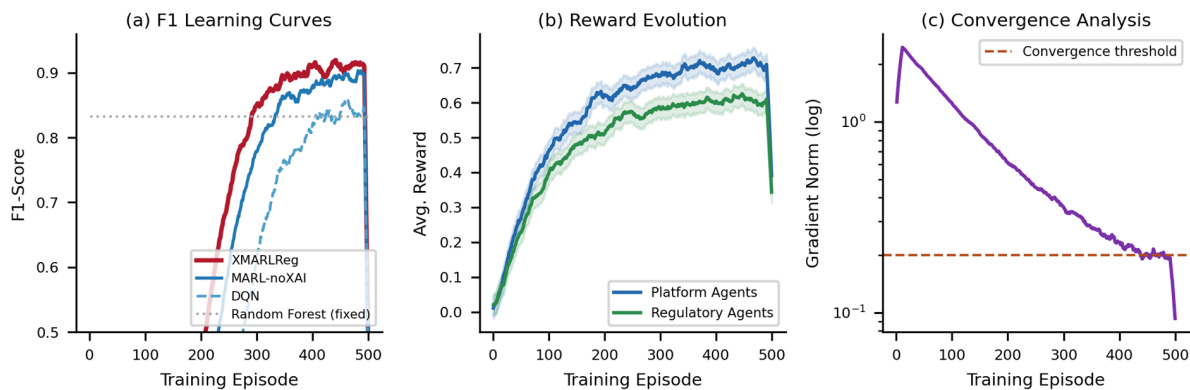 (a) F1 Learning Curves
F1-Score
0.9
0.8
0.7
0.6
0.5
XMARLReg
MARL-noXAI
DQN
Random Forest (fixed)
0 100 200 300 400 500
Training Episode
(b) Reward Evolution
Avg. Reward
0.7
0.6
0.5
0.4
0.3
0.2
0.1
0.0
Platform Agents
Regulatory Agents
0 100 200 300 400 500
Training Episode
(c) Convergence Analysis
Gradient Norm (log)
Convergence threshold
10⁰
10⁻¹
0 100 200 300 400 500
Training Episode